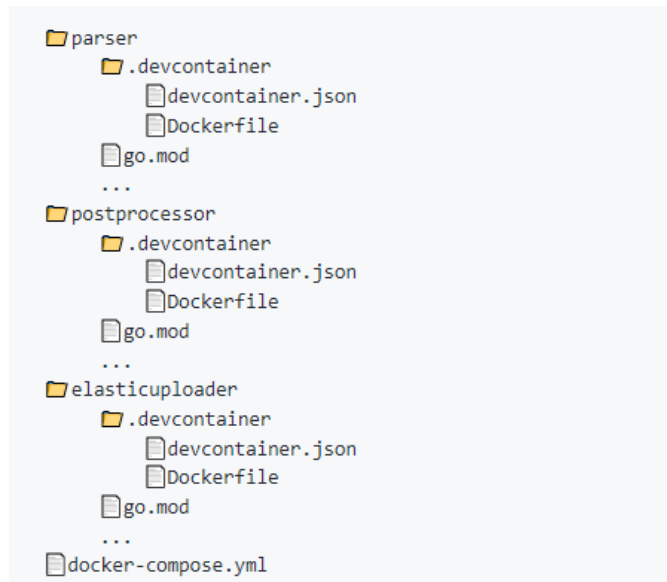 parser
.devcontainer
devcontainer.json
Dockerfile
go.mod
...
postprocessor
.devcontainer
devcontainer.json
Dockerfile
go.mod
...
elasticuploader
.devcontainer
devcontainer.json
Dockerfile
go.mod
...
docker-compose.yml